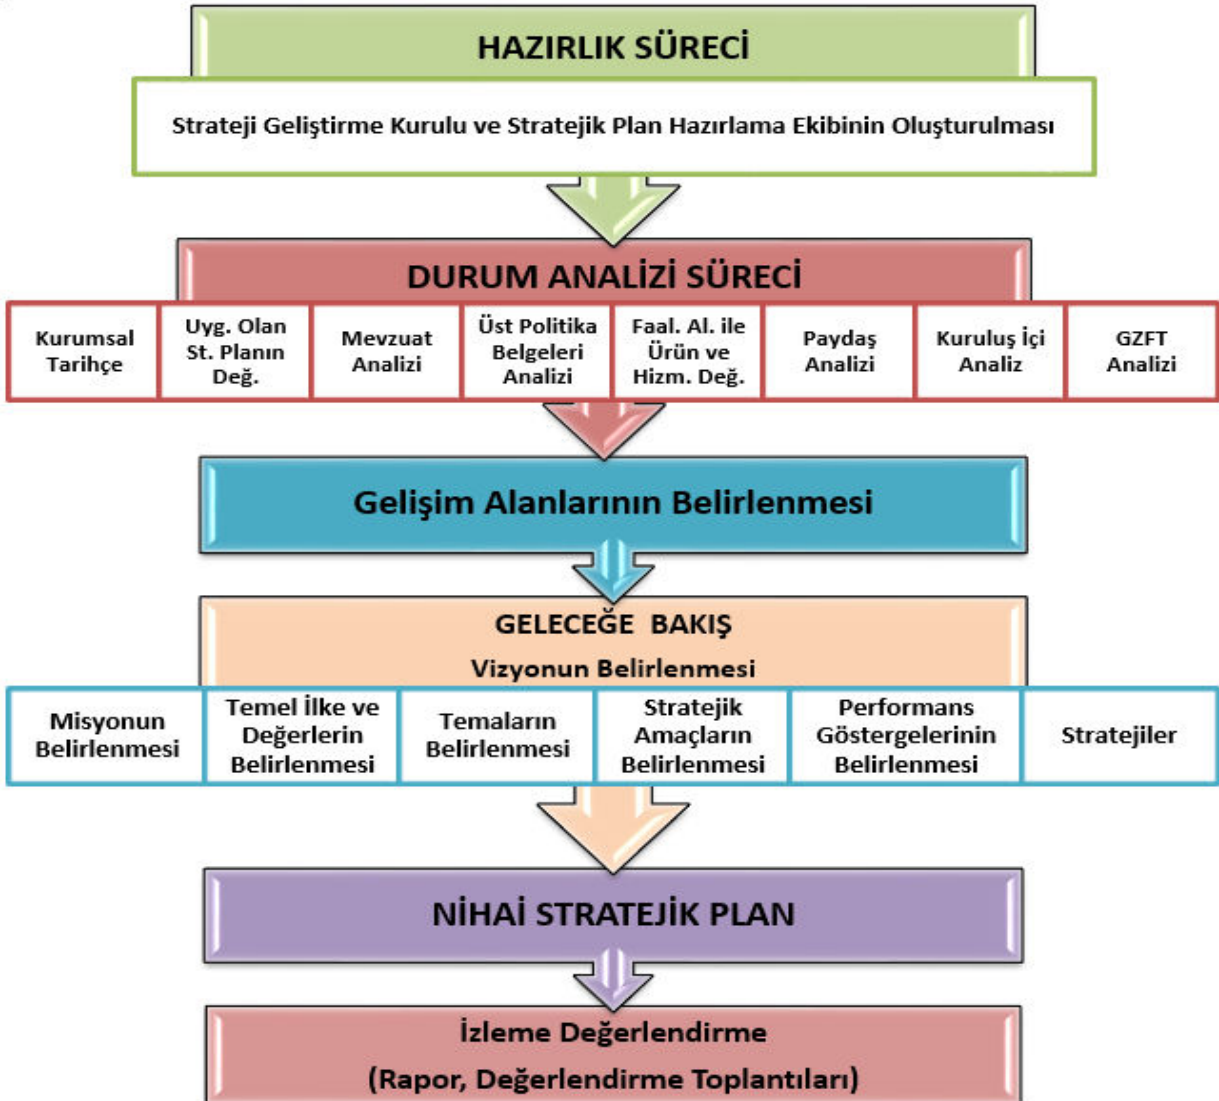 HAZIRLIK SÜRECİ
Strateji Geliştirme Kurulu ve Stratejik Plan Hazırlama Ekibinin Oluşturulması
DURUM ANALİZİ SÜRECİ
Kurumsal
Tarihçe
Uyg. Olan
St. Planın
Değ.
Mevzuat
Analizi
Üst Politika
Belgeleri
Analizi
Faal. Al. ile
Ürün ve
Hizm. Değ.
Paydaş
Analizi
Kuruluş İçi
Analiz
GZFT
Analizi
Gelişim Alanlarının Belirlenmesi
GELECEĞE BAKIŞ
Vizyonun Belirlenmesi
Misyonun
Belirlenmesi
Temel İlke ve
Değerlerin
Belirlenmesi
Temaların
Belirlenmesi
Stratejik
Amaçların
Belirlenmesi
Performans
Göstergelerinin
Belirlenmesi
Stratejiler
NİHAİ STRATEJİK PLAN
İzleme Değerlendirme
(Rapor, Değerlendirme Toplantıları)